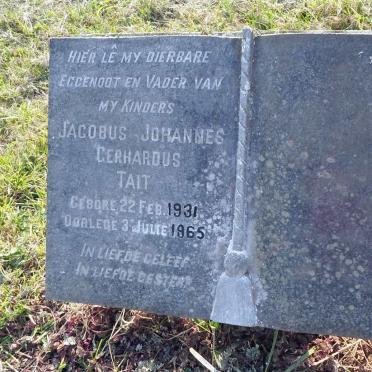 HIER LÊ MY DIERBARE
EGGENOOT EN VADER VAN
MY KINDERS
JACOBUS JOHANNES
GERHARDUS
TAIT
GEBORE 22 FEB. 1931
OORLEDE 3 JULIE 1965
IN LIEFDE GELEEF
IN LIEFDE GESTERF